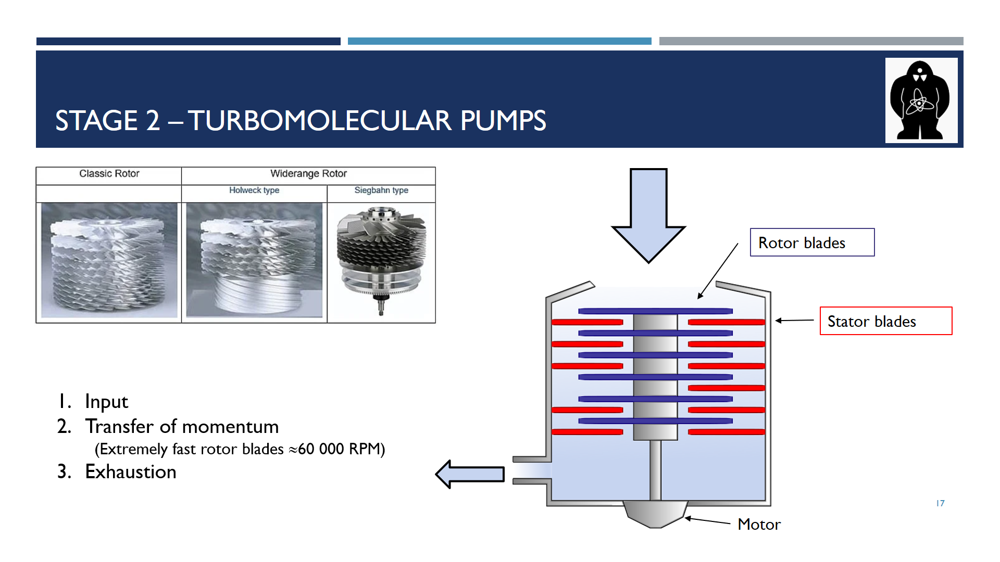 STAGE 2 – TURBOMOLECULAR PUMPS
Classic Rotor
Widerange Rotor
Holweck type
Siegbahn type
1. Input
2. Transfer of momentum
(Extremely fast rotor blades ≈60 000 RPM)
3. Exhaustion
Rotor blades
Stator blades
Motor
17